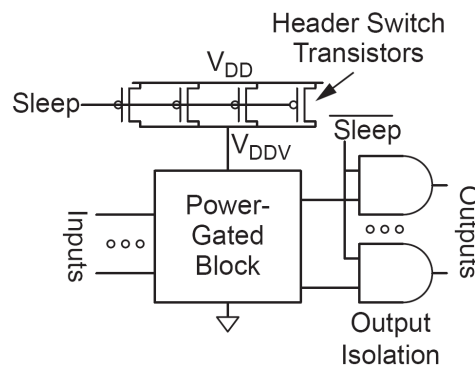 Header Switch
Transistors
V_DD
Sleep
Sleep
V_DDV
Power-
Gated
Block
Inputs
Outputs
Output
Isolation